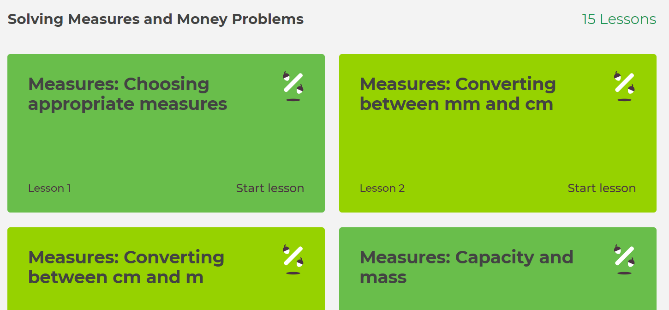 Solving Measures and Money Problems
15 Lessons
Measures: Choosing
appropriate measures
Lesson 1
Start lesson
Measures: Converting
between mm and cm
Lesson 2
Start lesson
Measures: Converting
between cm and m
Measures: Capacity and
mass